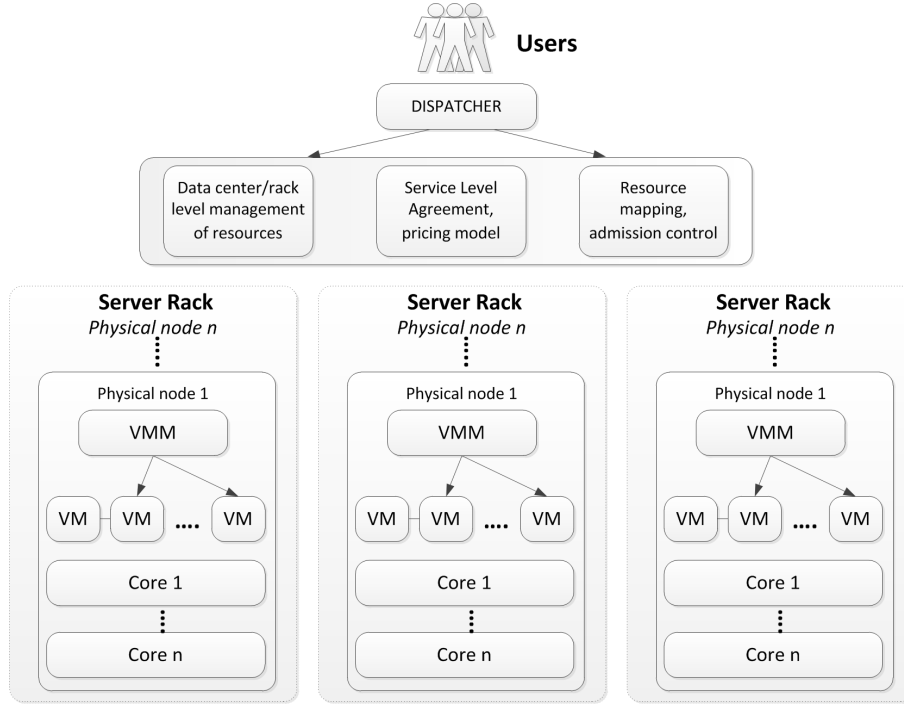 Users
DISPATCHER
Data center/rack
level management
of resources
Service Level
Agreement,
pricing model
Resource
mapping,
admission control
Server Rack
Physical node n
Physical node 1
VMM
VM
VM
....
VM
Core 1
Core n
Server Rack
Physical node n
Physical node 1
VMM
VM
VM
....
VM
Core 1
Core n
Server Rack
Physical node n
Physical node 1
VMM
VM
VM
....
VM
Core 1
Core n